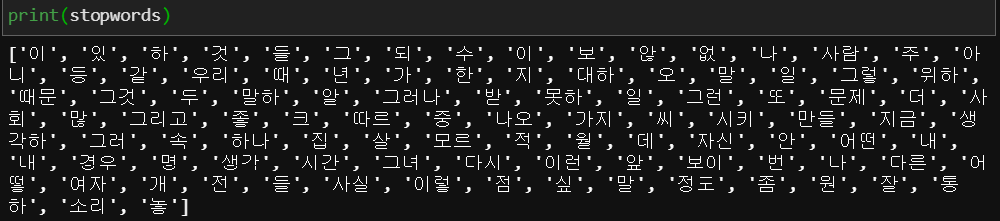 print(stopwords)
['이', '있', '하', '것', '들', '그', '되', '수', '이', '보', '않', '없', '나', '사람', '주', '아
니', '등', '같', '우리', '때', '년', '가', '한', '지', '대하', '오', '말', '일', '그렇', '위하',
'때문', '그것', '두', '말하', '알', '그러나', '받', '못하', '일', '그런', '또', '문제', '더', '사
회', '많', '그리고', '좋', '크', '따르', '중', '나오', '가지', '씨', '시키', '만들', '지금', '생
각하', '그러', '속', '하나', '집', '살', '모르', '적', '월', '데', '자신', '안', '어떤', '내',
'내', '경우', '명', '생각', '시간', '그녀', '다시', '이런', '앞', '보이', '번', '나', '다른', '어
떻', '여자', '개', '전', '들', '사실', '이렇', '점', '싶', '말', '정도', '좀', '원', '잘', '통
하', '소리', '놓']